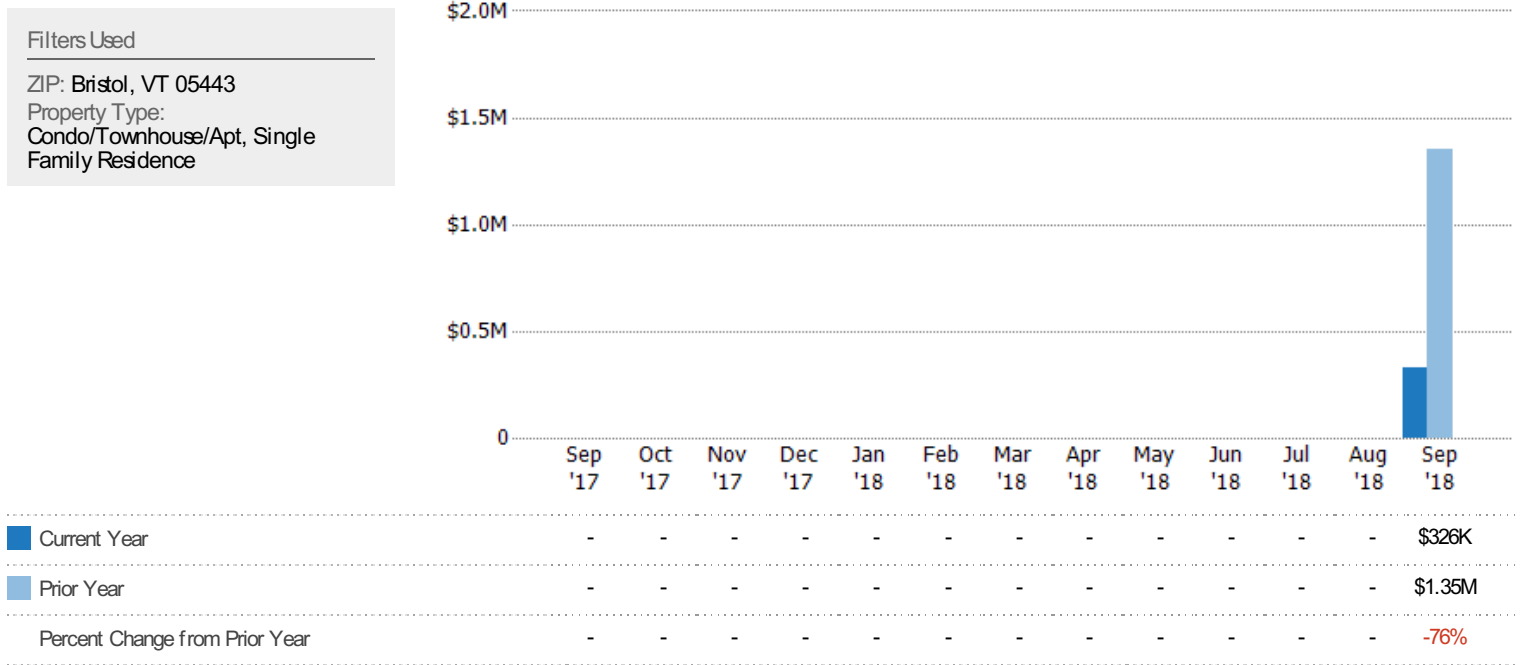 Filters Used
ZIP: Bristol, VT 05443
Property Type:
Condo/Townhouse/Apt, Single
Family Residence
$2.0M
$1.5M
$1.0M
$0.5M
0
Sep '17 Oct '17 Nov '17 Dec '17 Jan '18 Feb '18 Mar '18 Apr '18 May '18 Jun '18 Jul '18 Aug '18 Sep '18
Current Year - - - - - - - - - - - - $326K
Prior Year - - - - - - - - - - - - $1.35M
Percent Change from Prior Year - - - - - - - - - - - - -76%